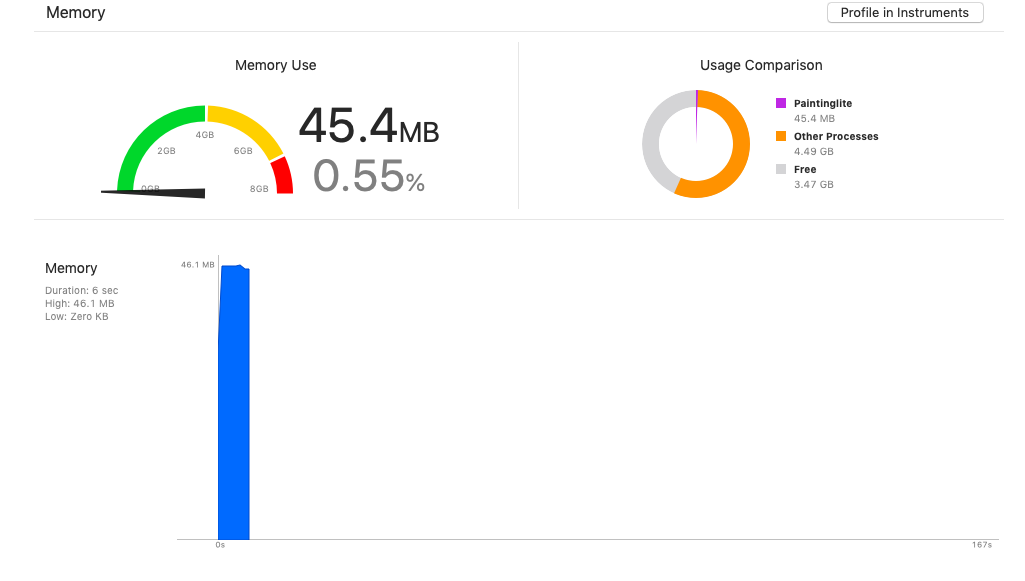 Memory
Profile in Instruments
Memory Use
Usage Comparison
0GB
2GB
4GB
6GB
8GB
45.4MB
0.55%
Paintinglite
45.4 MB
Other Processes
4.49 GB
Free
3.47 GB
Memory
Duration: 6 sec
High: 46.1 MB
Low: Zero KB
46.1 MB
0s
167s